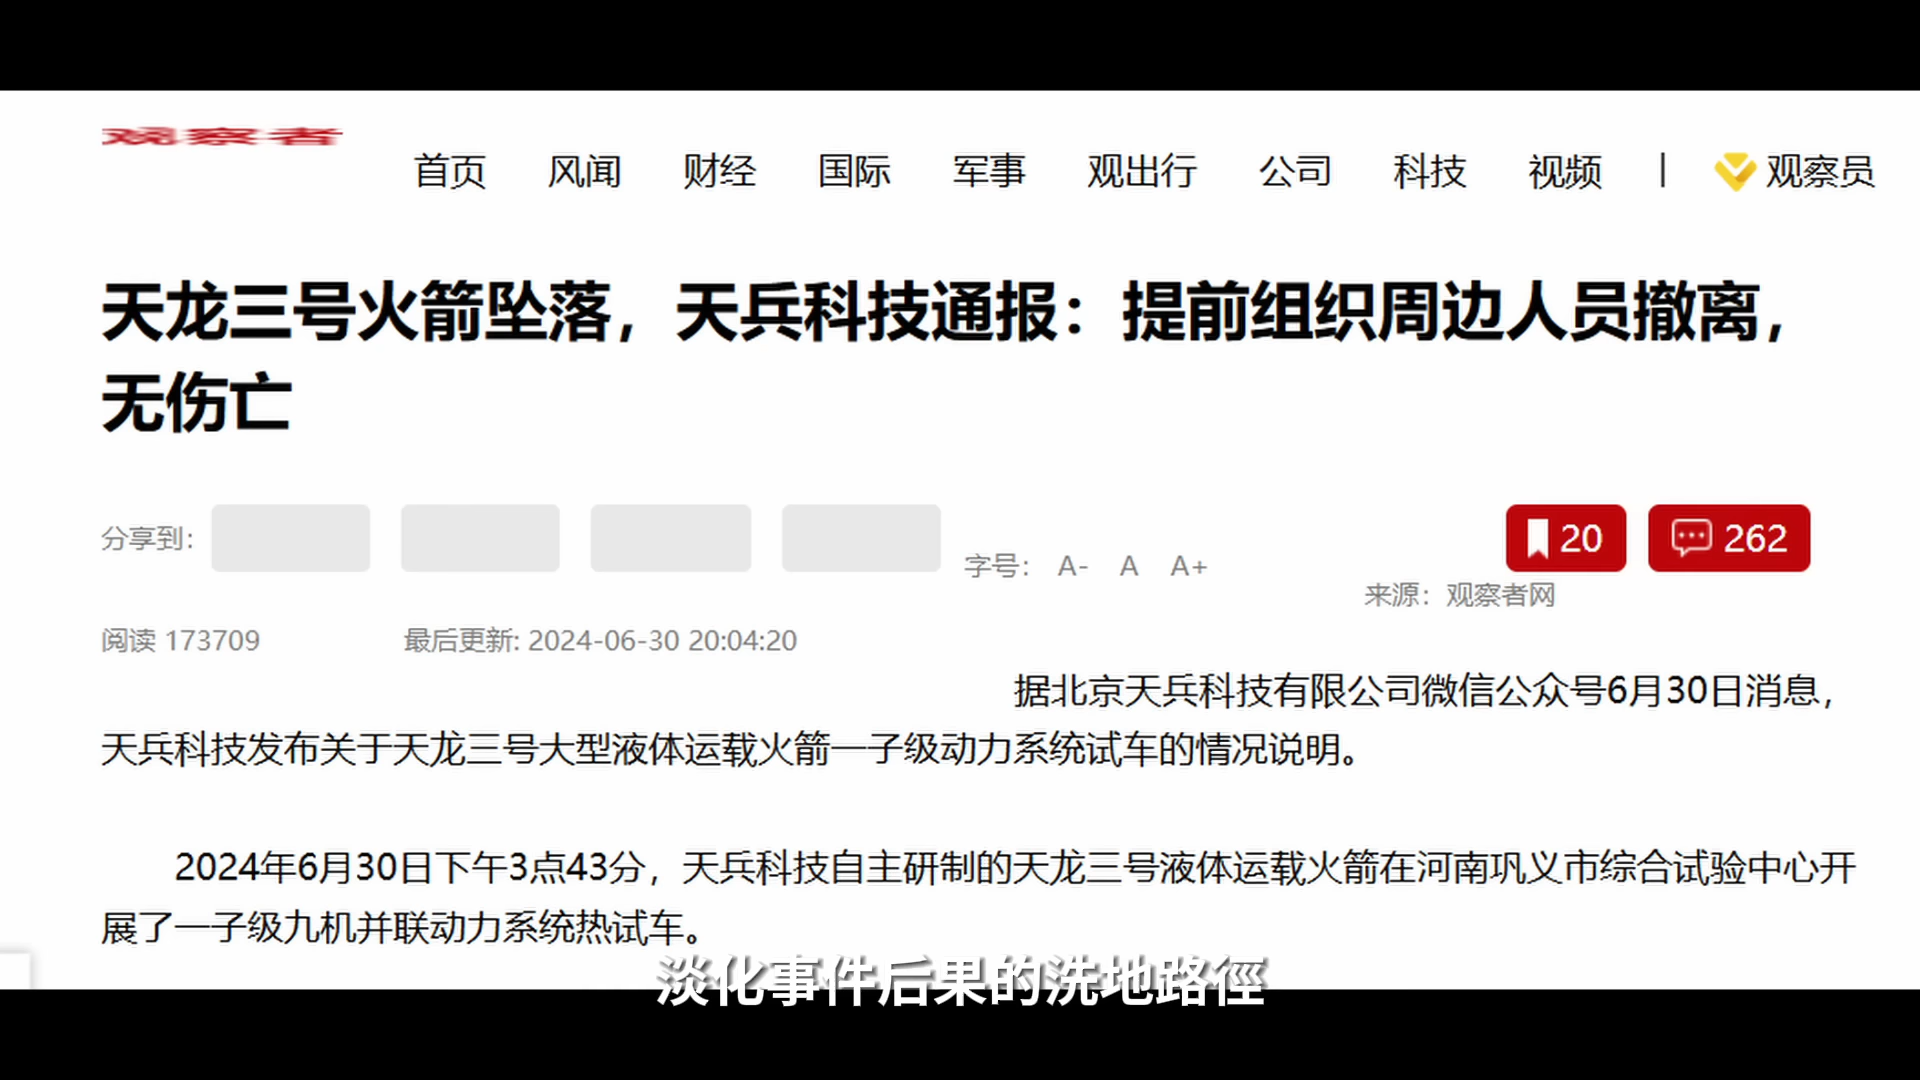 观察者
首页 风闻 财经 国际 军事 观出行 公司 科技 视频 | 观察员
天龙三号火箭坠落，天兵科技通报：提前组织周边人员撤离，
无伤亡
分享到：
字号： A- A A+
20 262
来源：观察者网
阅读 173709 最后更新: 2024-06-30 20:04:20
据北京天兵科技有限公司微信公众号6月30日消息，
天兵科技发布关于天龙三号大型液体运载火箭一子级动力系统试车的情况说明。
2024年6月30日下午3点43分，天兵科技自主研制的天龙三号液体运载火箭在河南巩义市综合试验中心开
展了一子级九机并联动力系统热试车。
淡化事件后果的洗地路徑